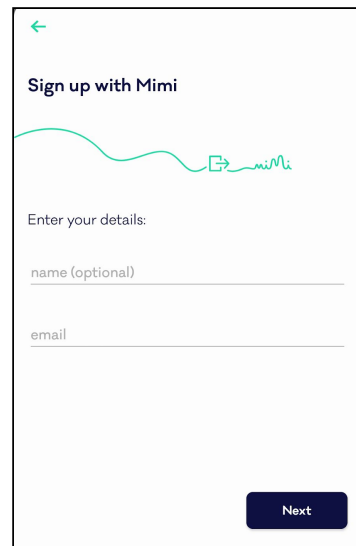 Sign up with Mimi
miMi
Enter your details:
name (optional)
email
Next